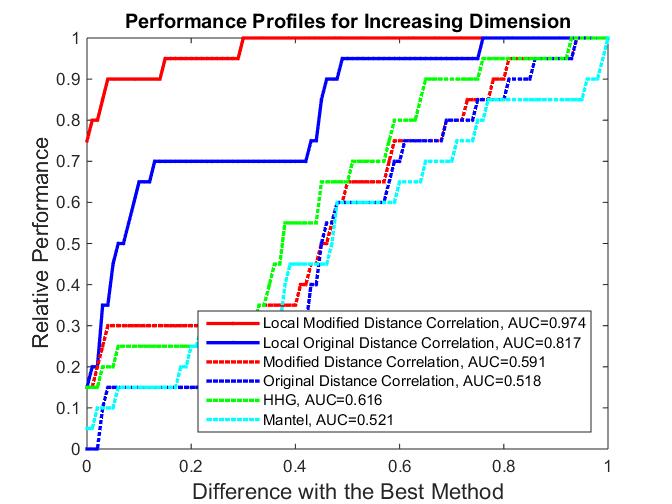 Performance Profiles for Increasing Dimension
1
0.9
0.8
0.7
0.6
0.5
0.4
0.3
0.2
0.1
0
Relative Performance
Local Modified Distance Correlation, AUC=0.974
Local Original Distance Correlation, AUC=0.817
Modified Distance Correlation, AUC=0.591
Original Distance Correlation, AUC=0.518
HHG, AUC=0.616
Mantel, AUC=0.521
0 0.2 0.4 0.6 0.8 1
Difference with the Best Method